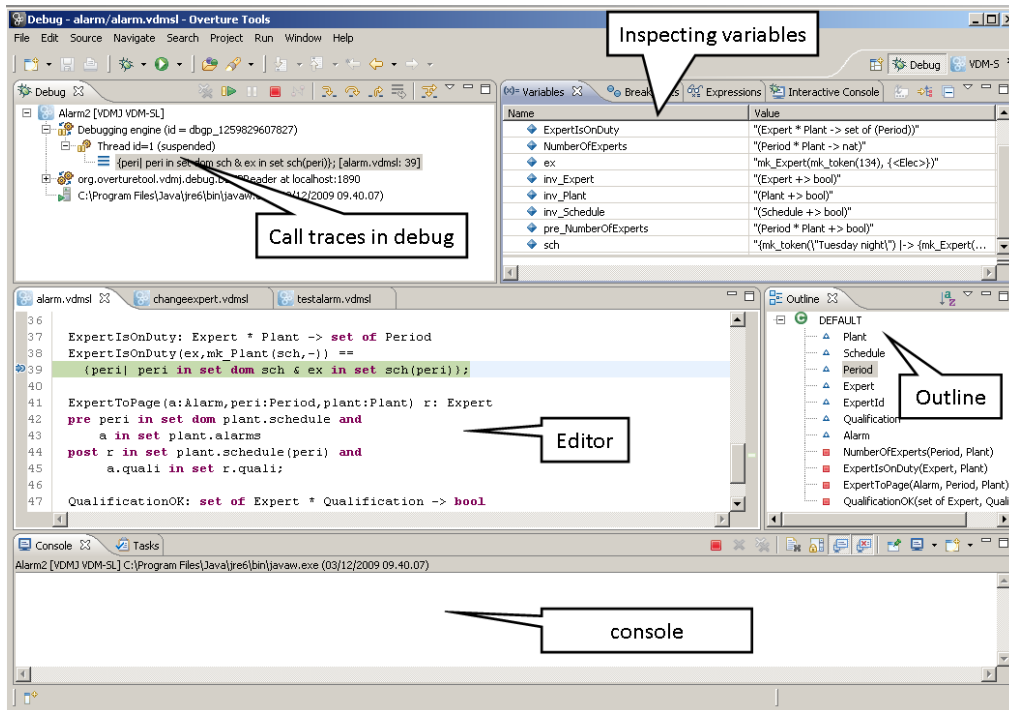 Debug - alarm/alarm.vdmsl - Overture Tools
File Edit Source Navigate Search Project Run Window Help
Inspecting variables
Debug VDM-S
Debug
Alarm2 [VDMJ VDM-SL]
Debugging engine (id = dbgp_1259829607827)
Thread id=1 (suspended)
{peri| peri in set dom sch & ex in set sch(peri)}; [alarm.vdmsl: 39]
org.overturetool.vdmj.debug. at localhost:1890
C:\Program Files\Java\jre6\bin\javaw. /2009 09.40.07)
Call traces in debug
Variables Expressions Interactive Console
Name Value
ExpertIsOnDuty "(Expert * Plant -> set of (Period))"
NumberOfExperts "(Period * Plant -> nat)"
ex "mk_Expert(mk_token(134), {<Elec>})"
inv_Expert "(Expert +> bool)"
inv_Plant "(Plant +> bool)"
inv_Schedule "(Schedule +> bool)"
pre_NumberOfExperts "(Period * Plant +> bool)"
sch "{mk_token(\"Tuesday night\") |-> {mk_Expert(...
alarm.vdmsl changeexpert.vdmsl testalarm.vdmsl
36
37 ExpertIsOnDuty: Expert * Plant -> set of Period
38 ExpertIsOnDuty(ex,mk_Plant(sch,-)) ==
39 {peri| peri in set dom sch & ex in set sch(peri)};
40
41 ExpertToPage(a:Alarm,peri:Period,plant:Plant) r: Expert
42 pre peri in set dom plant.schedule and
43 a in set plant.alarms
44 post r in set plant.schedule(peri) and
45 a.quali in set r.quali;
46
47 QualificationOK: set of Expert * Qualification -> bool
Editor
Outline
DEFAULT
Plant
Schedule
Period
Expert
ExpertId
Qualification
Alarm
NumberOfExperts(Period, Plant)
ExpertIsOnDuty(Expert, Plant)
ExpertToPage(Alarm, Period, Plant)
QualificationOK(set of Expert, Quali
Outline
Console Tasks
Alarm2 [VDMJ VDM-SL] C:\Program Files\Java\jre6\bin\javaw.exe (03/12/2009 09.40.07)
console